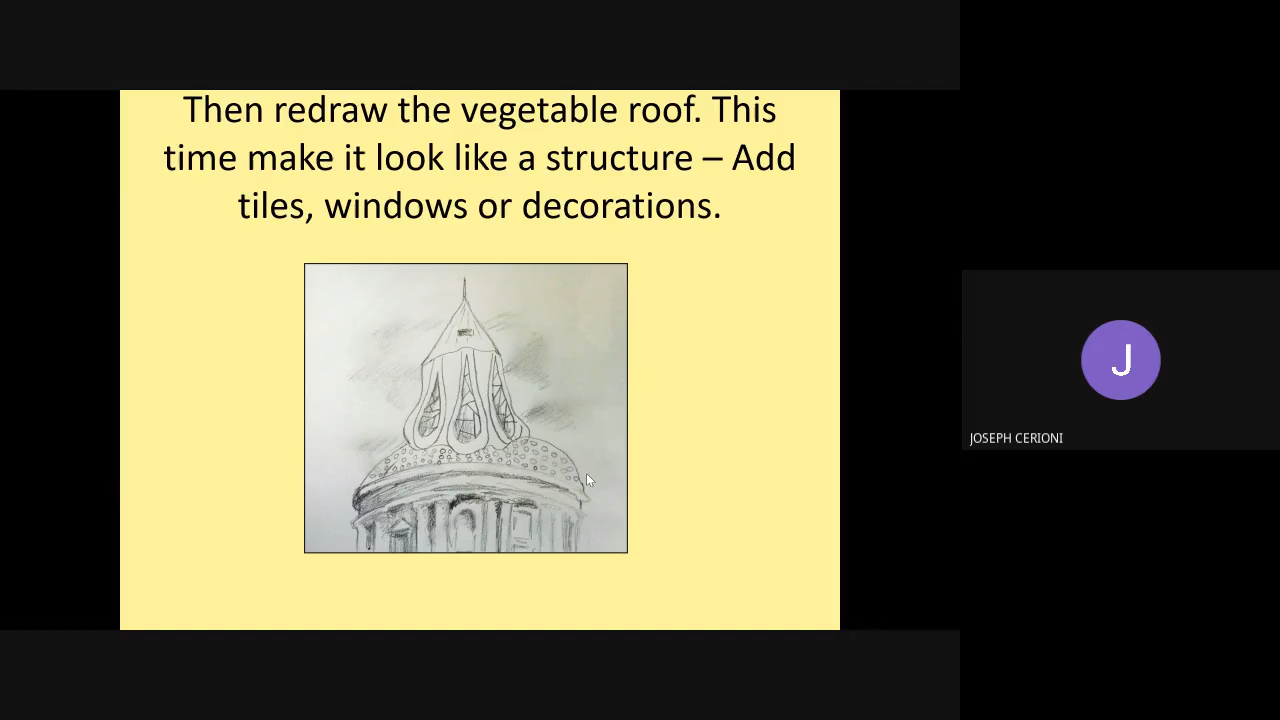 Then redraw the vegetable roof. This
time make it look like a structure – Add
tiles, windows or decorations.
J
JOSEPH CERIONI